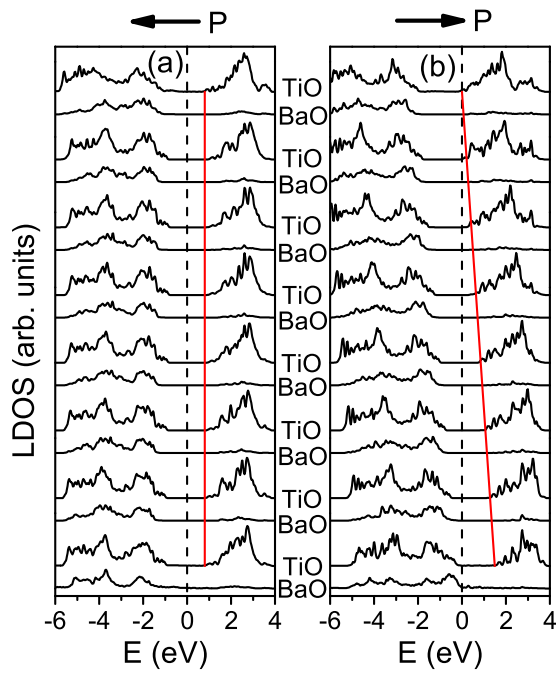 P P
(a) (b)
TiO
BaO
TiO
BaO
TiO
BaO
TiO
BaO
TiO
BaO
TiO
BaO
TiO
BaO
TiO
BaO
LDOS (arb. units)
-6 -4 -2 0 2 4 -6 -4 -2 0 2 4
E (eV) E (eV)